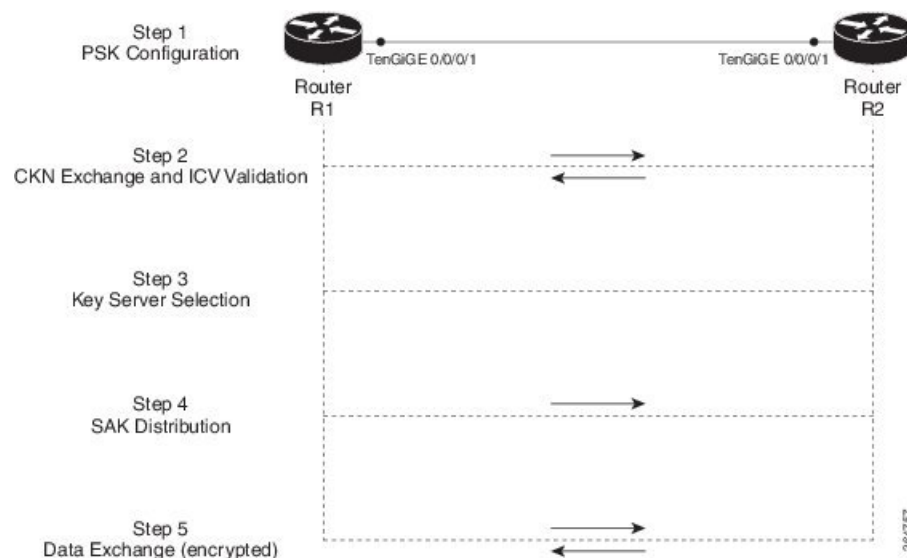 Step 1
PSK Configuration
TenGiGE 0/0/0/1
TenGiGE 0/0/0/1
Router
R1
Router
R2
Step 2
CKN Exchange and ICV Validation
Step 3
Key Server Selection
Step 4
SAK Distribution
Step 5
Data Exchange (encrypted)